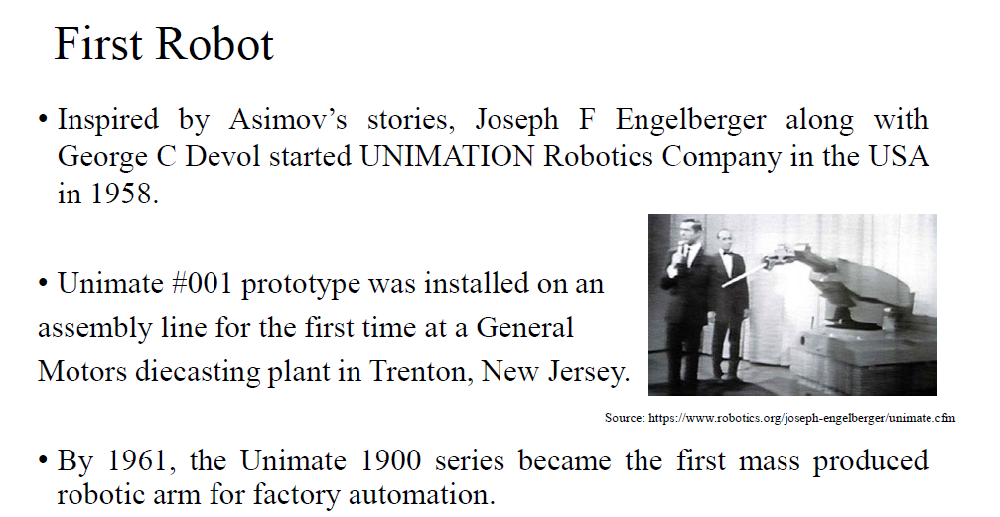 First Robot
• Inspired by Asimov’s stories, Joseph F Engelberger along with
George C Devol started UNIMATION Robotics Company in the USA
in 1958.
• Unimate #001 prototype was installed on an
assembly line for the first time at a General
Motors diecasting plant in Trenton, New Jersey.
Source: https://www.robotics.org/joseph-engelberger/unimate.cfm
• By 1961, the Unimate 1900 series became the first mass produced
robotic arm for factory automation.